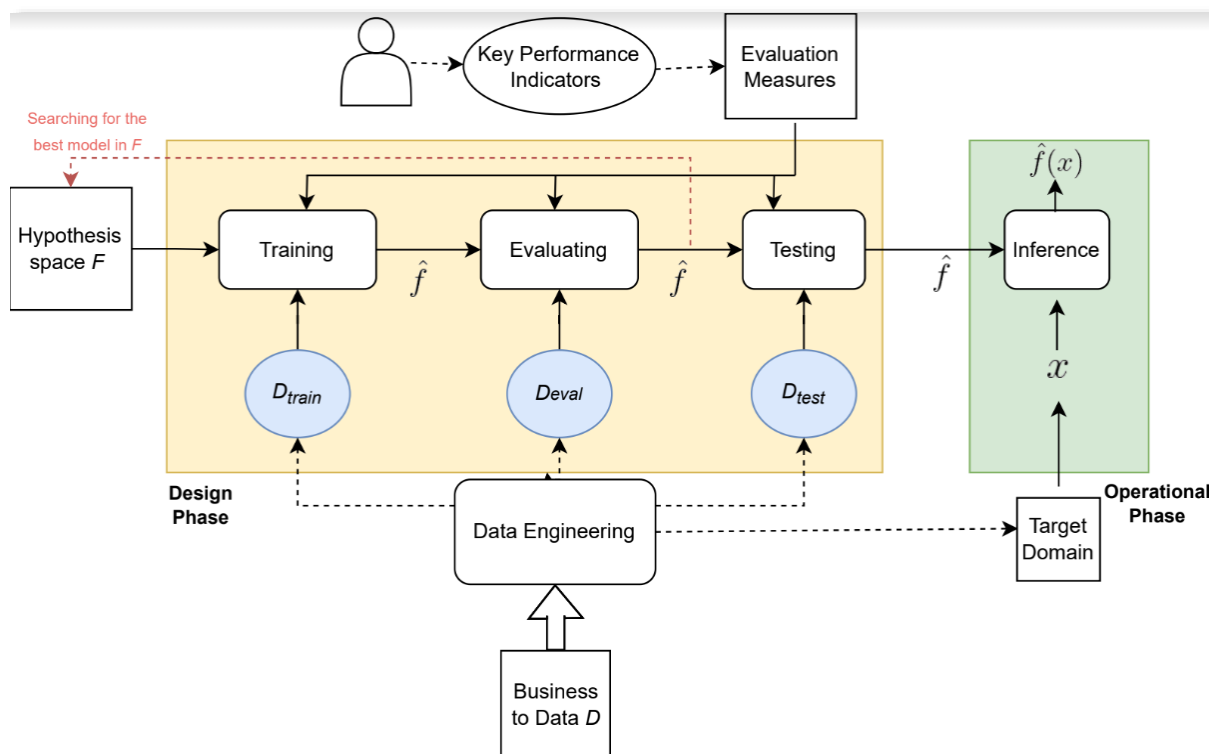 Key Performance
Indicators
Evaluation
Measures
Searching for the
best model in F
Hypothesis
space F
Training
f̂
Evaluating
f̂
Testing
f̂
f̂(x)
Inference
x
D_train
Deval
D_test
Design
Phase
Data Engineering
Operational
Phase
Target
Domain
Business
to Data D